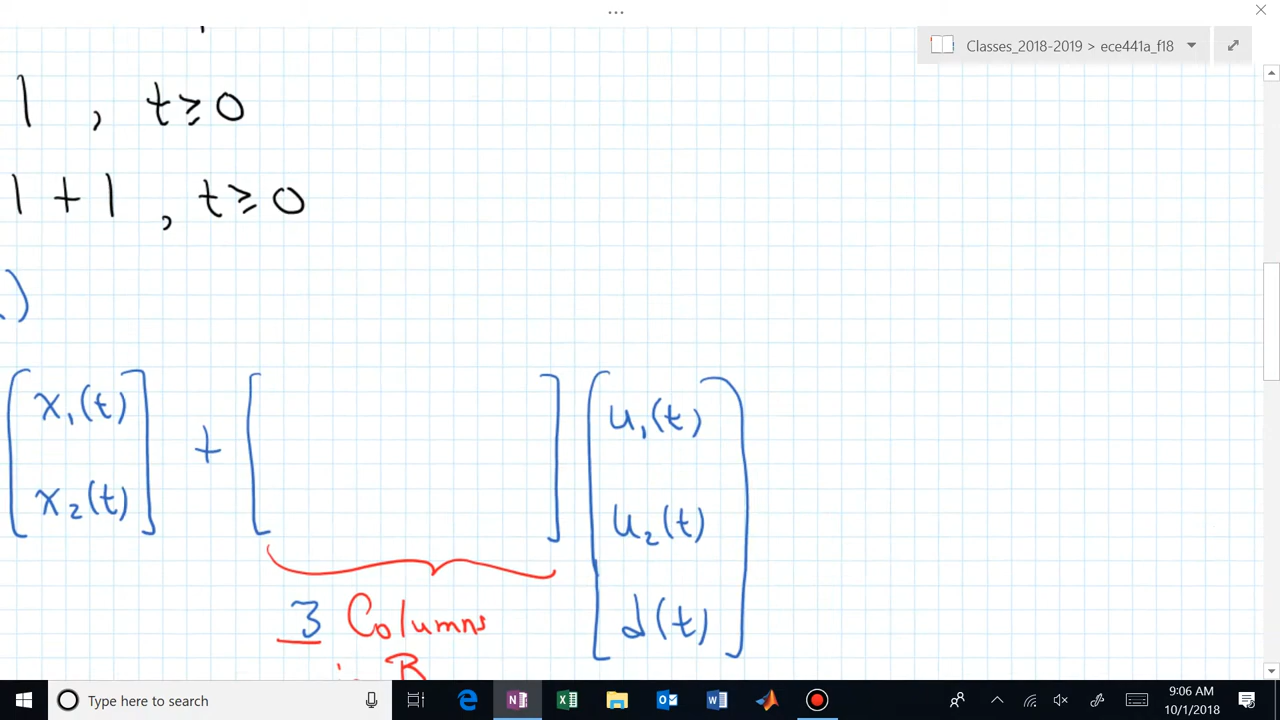 ...
Classes_2018-2019 > ece441a_f18
1 , t ≥ 0
1 + 1 , t ≥ 0
.)
[ x₁(t) x₂(t) ] + [ ] [ u₁(t) u₂(t) d(t) ]
3 Columns
in B
Type here to search
9:06 AM
10/1/2018